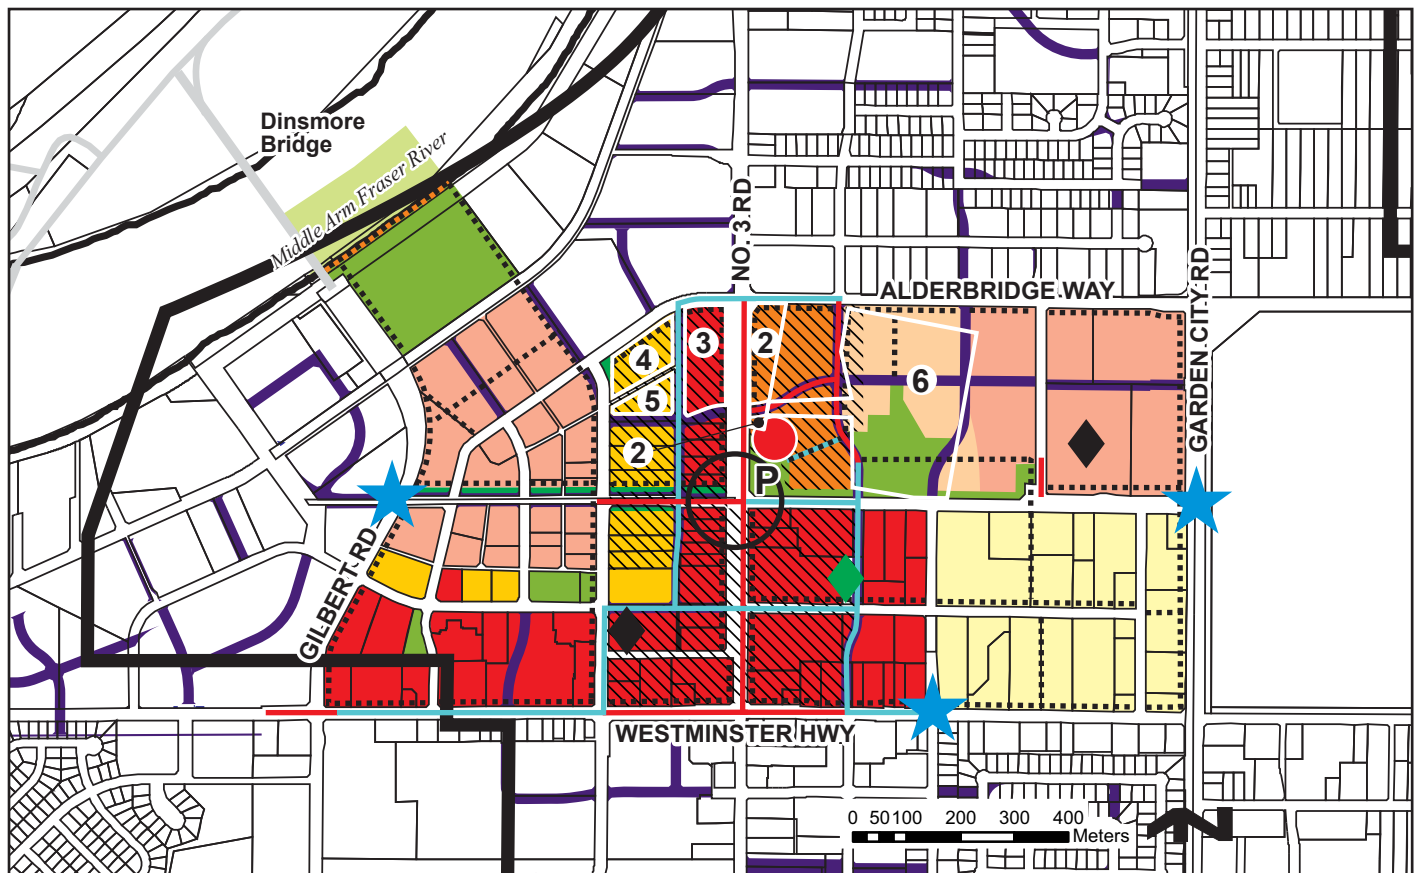 Dinsmore
Bridge
Middle Arm Fraser River
NO. 3 RD
ALDERBRIDGE WAY
GARDEN CITY RD
4
3
2
5
6
2
P
GILBERT RD
WESTMINSTER HWY
0 50 100 200 300 400
Meters